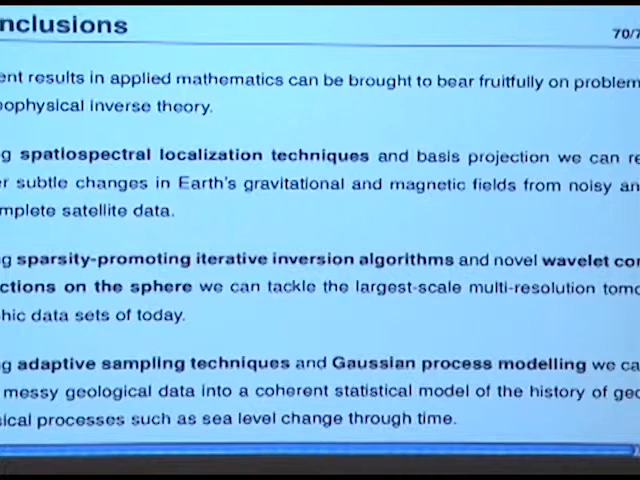 nclusions
70/7
ent results in applied mathematics can be brought to bear fruitfully on problem
ophysical inverse theory.
g spatiospectral localization techniques and basis projection we can re
r subtle changes in Earth's gravitational and magnetic fields from noisy an
mplete satellite data.
g sparsity-promoting iterative inversion algorithms and novel wavelet con
ctions on the sphere we can tackle the largest-scale multi-resolution tomo
hic data sets of today.
g adaptive sampling techniques and Gaussian process modelling we ca
messy geological data into a coherent statistical model of the history of geo
sical processes such as sea level change through time.